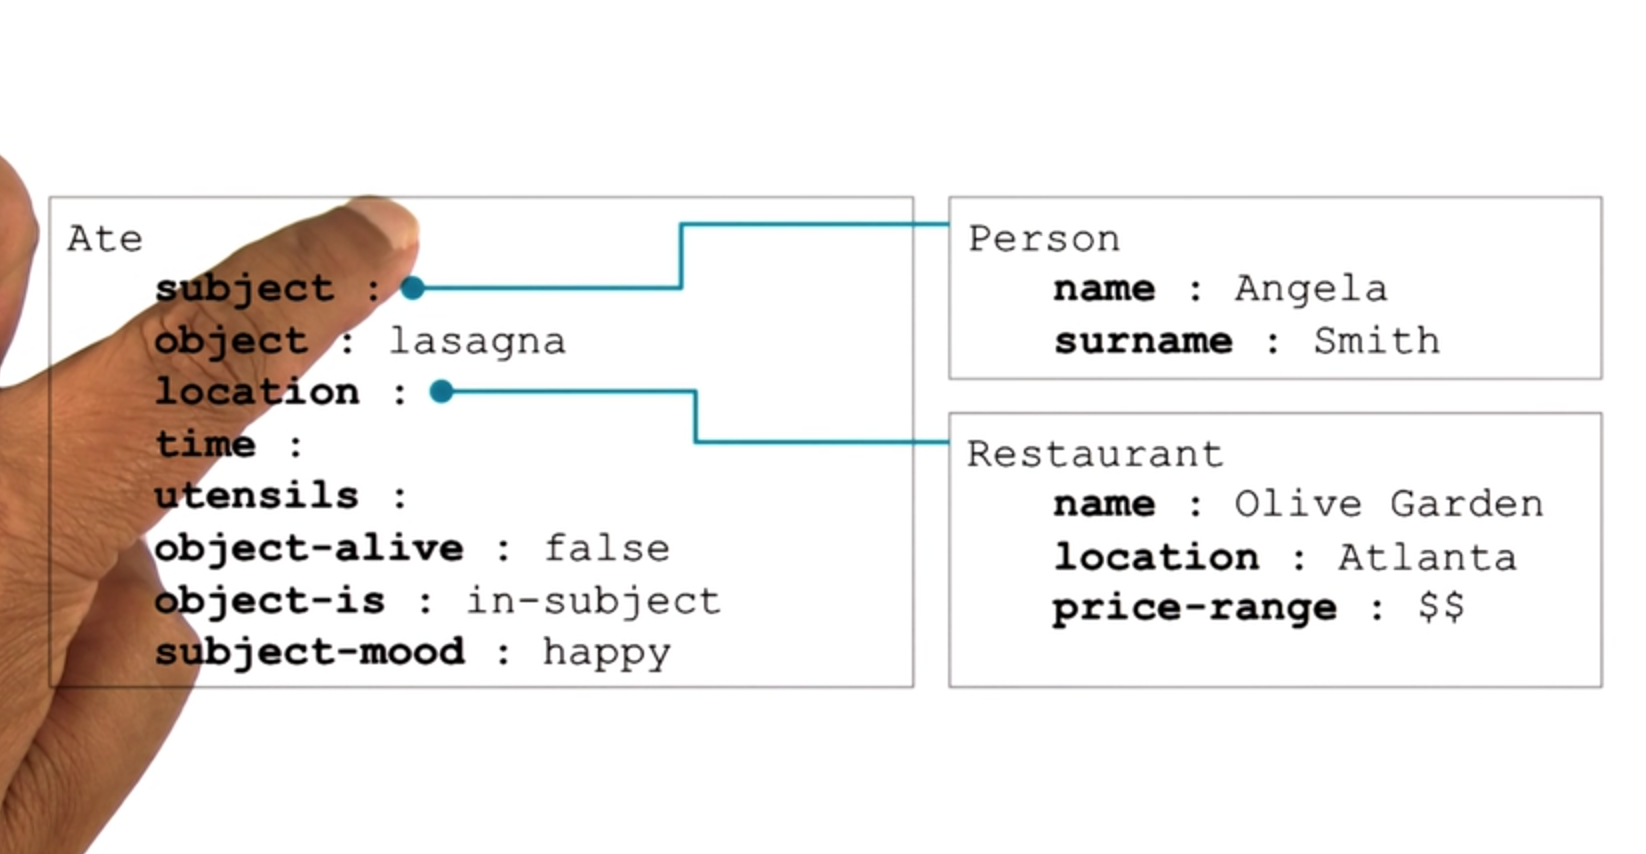 Ate
subject :
object : lasagna
location :
time :
utensils :
object-alive : false
object-is : in-subject
subject-mood : happy
Person
name : Angela
surname : Smith
Restaurant
name : Olive Garden
location : Atlanta
price-range : $$